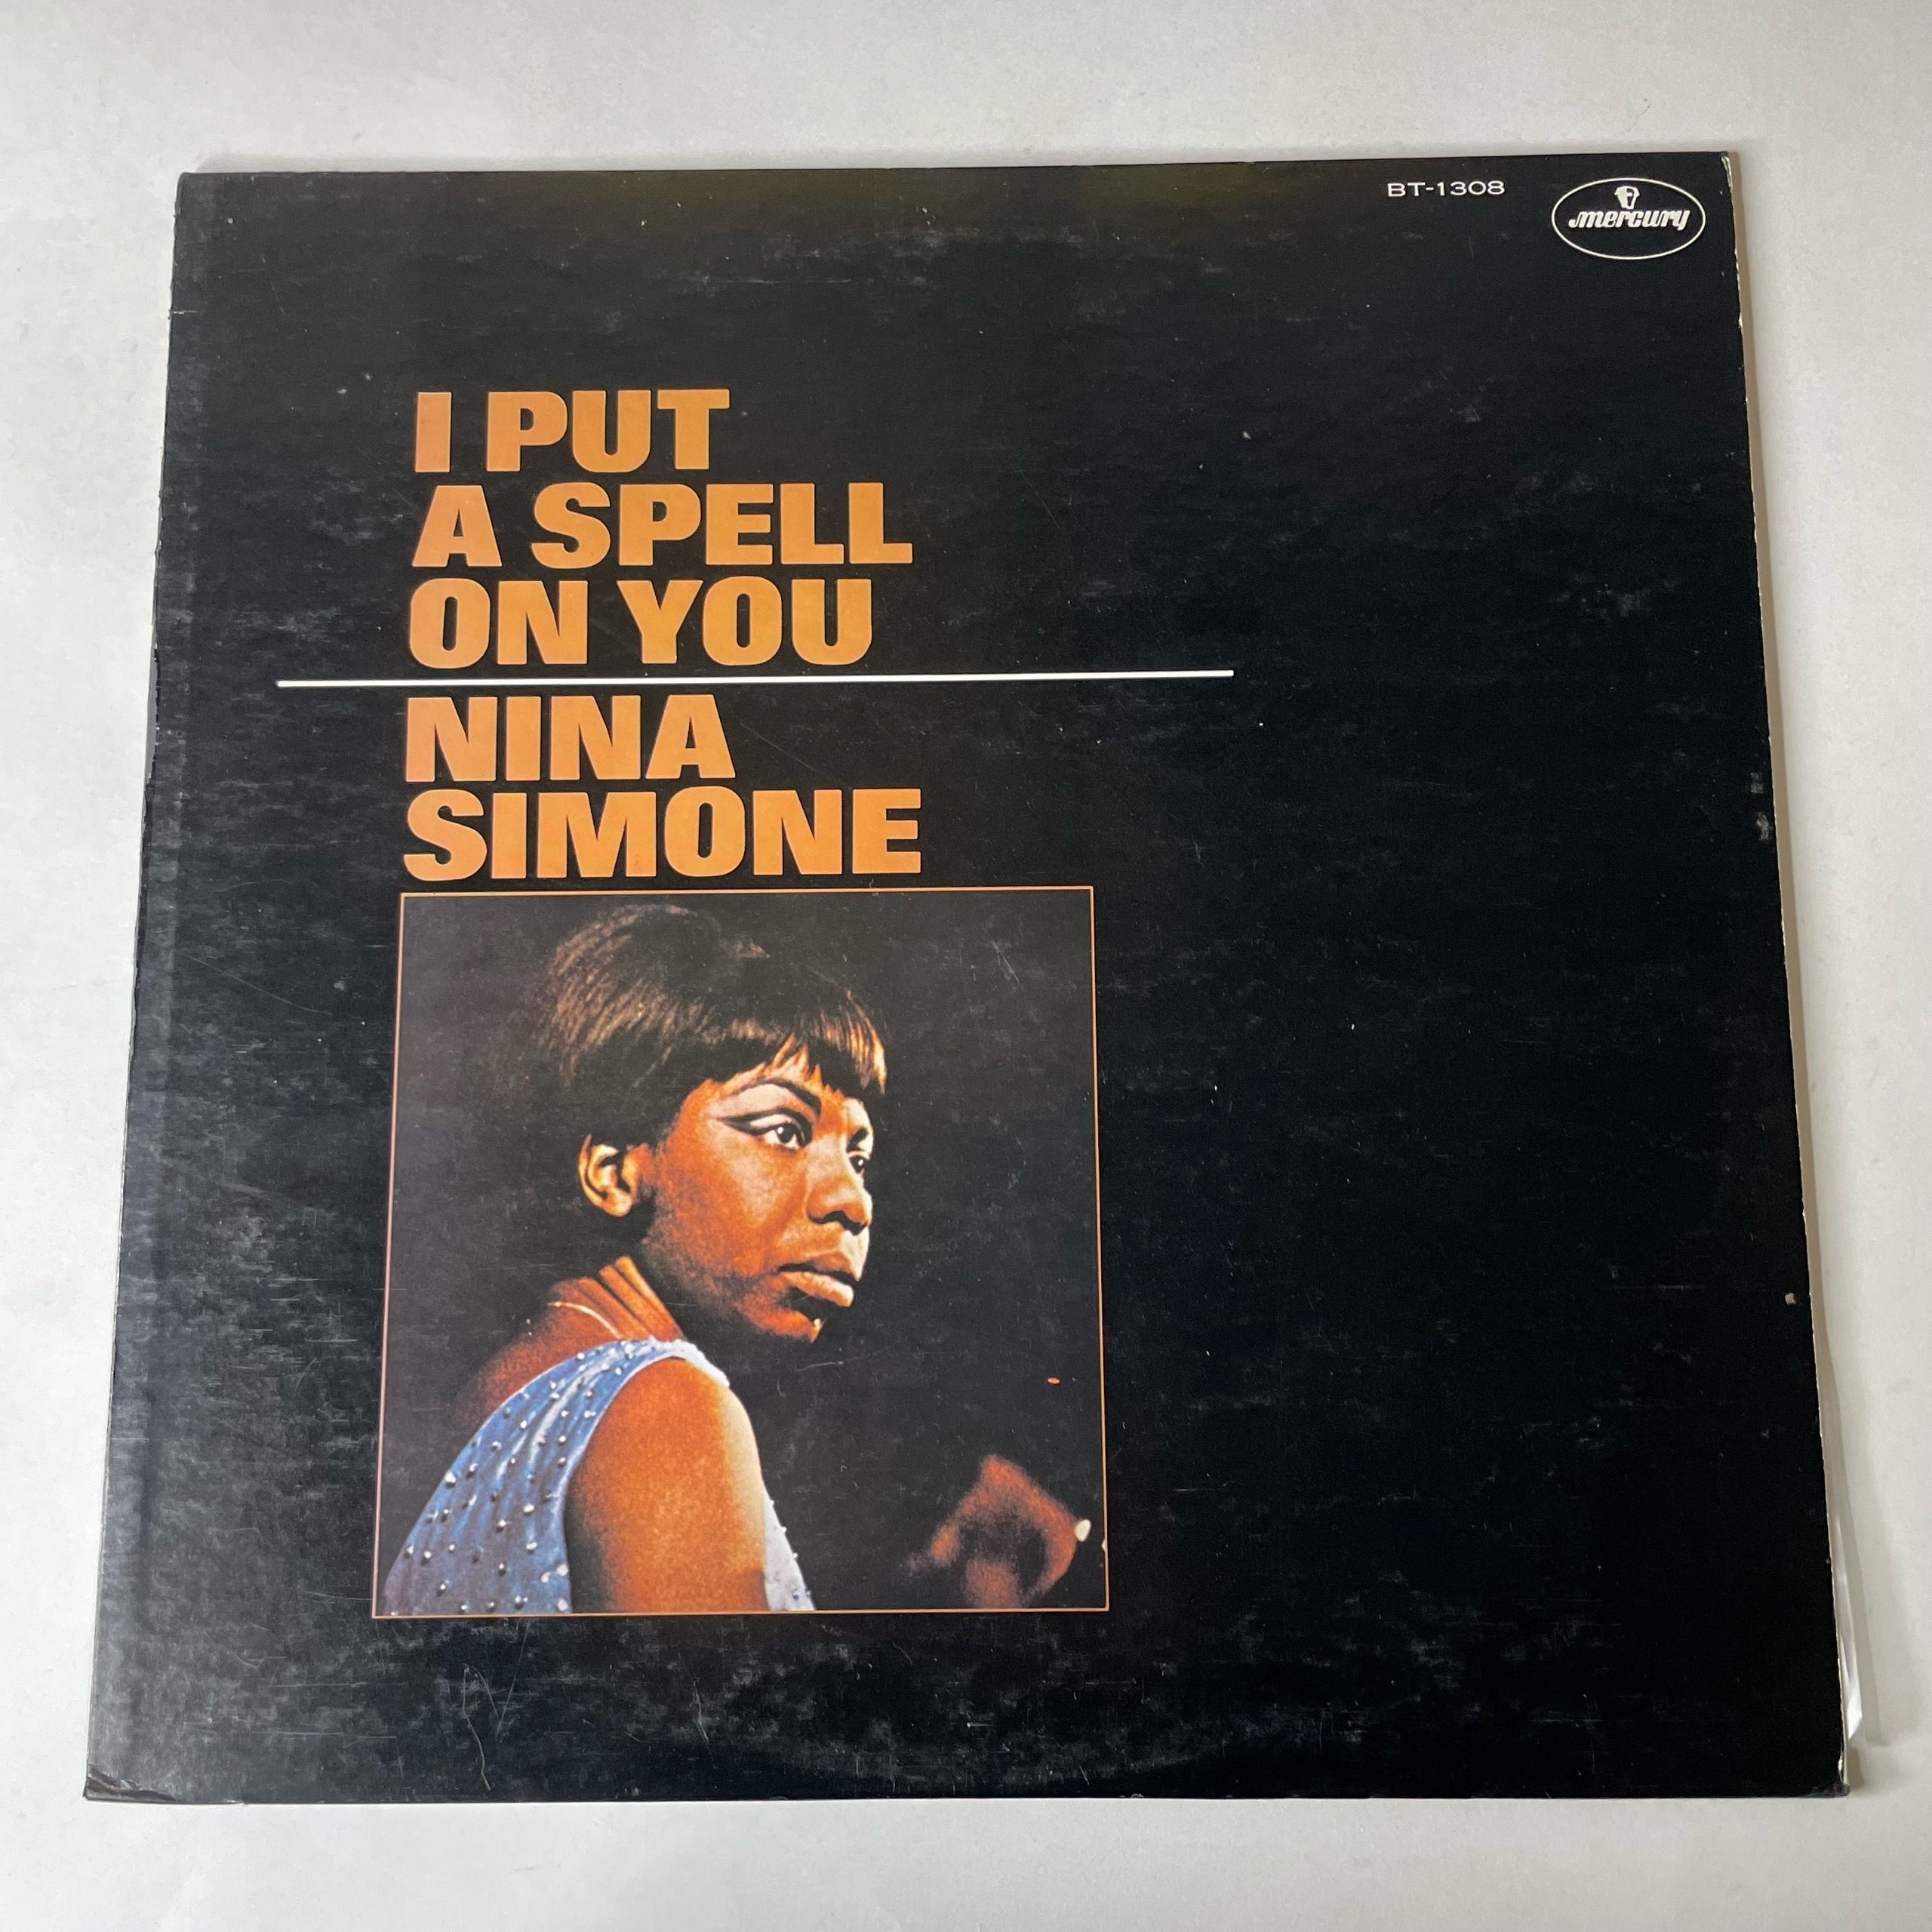 BT-1308
mercury
I PUT
A SPELL
ON YOU
NINA
SIMONE